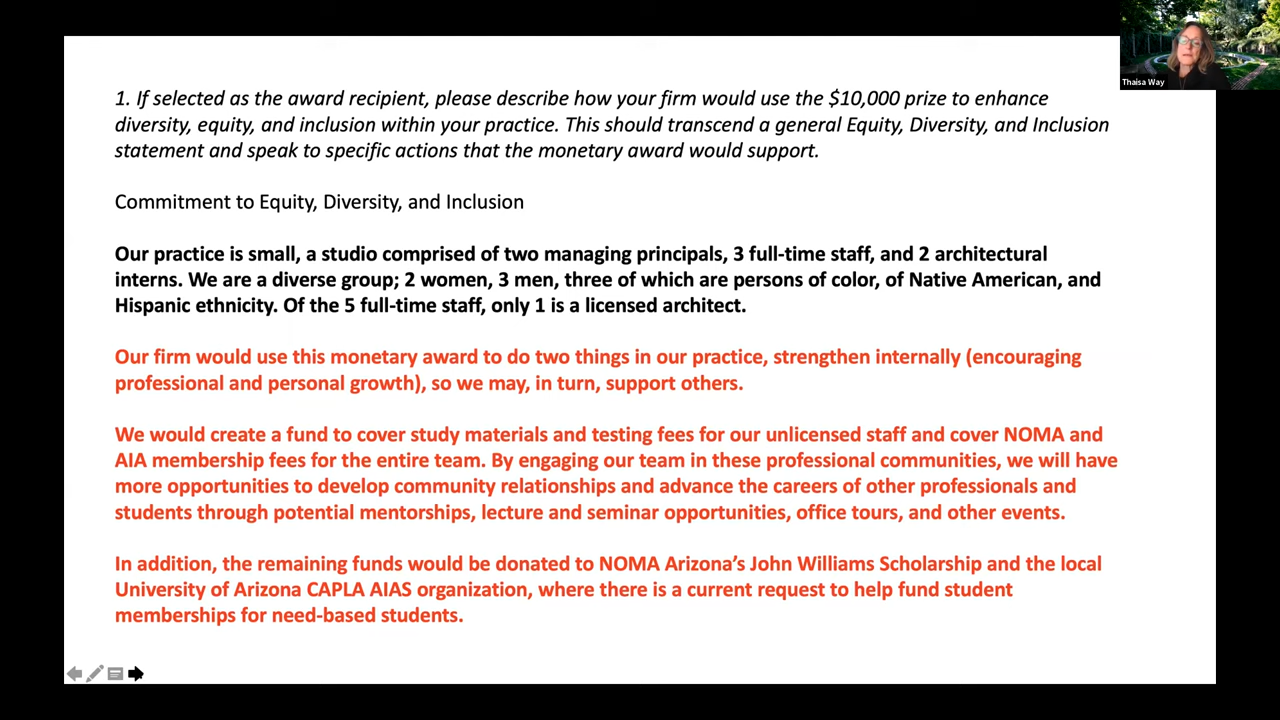 Thaisa Way
1. If selected as the award recipient, please describe how your firm would use the $10,000 prize to enhance
diversity, equity, and inclusion within your practice. This should transcend a general Equity, Diversity, and Inclusion
statement and speak to specific actions that the monetary award would support.
Commitment to Equity, Diversity, and Inclusion
Our practice is small, a studio comprised of two managing principals, 3 full-time staff, and 2 architectural
interns. We are a diverse group; 2 women, 3 men, three of which are persons of color, of Native American, and
Hispanic ethnicity. Of the 5 full-time staff, only 1 is a licensed architect.
Our firm would use this monetary award to do two things in our practice, strengthen internally (encouraging
professional and personal growth), so we may, in turn, support others.
We would create a fund to cover study materials and testing fees for our unlicensed staff and cover NOMA and
AIA membership fees for the entire team. By engaging our team in these professional communities, we will have
more opportunities to develop community relationships and advance the careers of other professionals and
students through potential mentorships, lecture and seminar opportunities, office tours, and other events.
In addition, the remaining funds would be donated to NOMA Arizona's John Williams Scholarship and the local
University of Arizona CAPLA AIAS organization, where there is a current request to help fund student
memberships for need-based students.